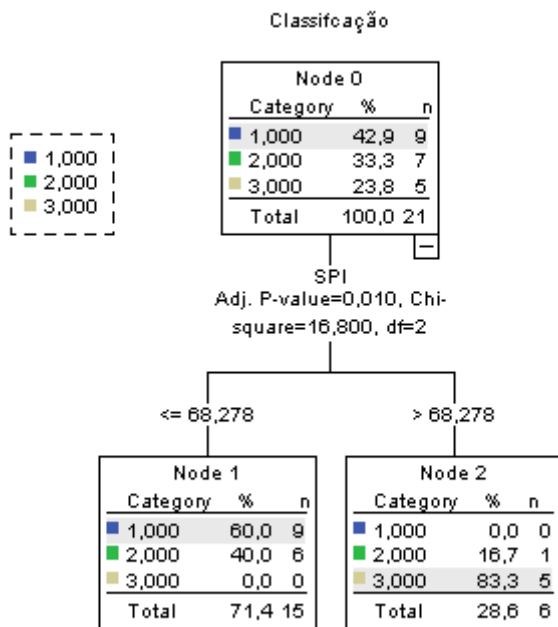 Classifcação
Node 0
Category % n
1,000 42,9 9
2,000 33,3 7
3,000 23,8 5
Total 100,0 21
1,000
2,000
3,000
SPI
Adj. P-value=0,010, Chi-
square=16,800, df=2
<= 68,278
> 68,278
Node 1
Category % n
1,000 60,0 9
2,000 40,0 6
3,000 0,0 0
Total 71,4 15
Node 2
Category % n
1,000 0,0 0
2,000 16,7 1
3,000 83,3 5
Total 28,6 6